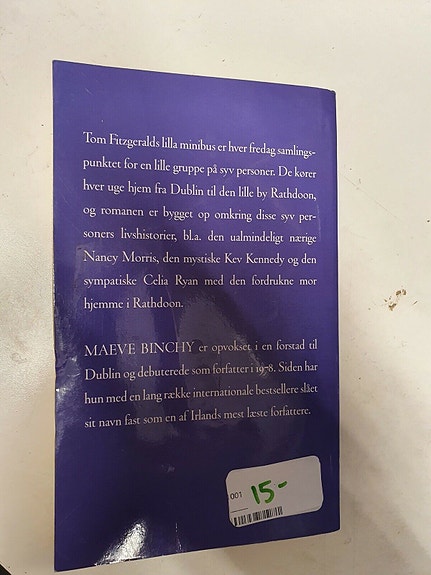 Tom Fitzgeralds lilla minibus er hver fredag samlings-
punktet for en lille gruppe på syv personer. De kører
hver uge hjem fra Dublin til den lille by Rathdoon,
og romanen er bygget op omkring disse syv per-
soners livshistorier, bl.a. den ualmindeligt nærige
Nancy Morris, den mystiske Kev Kennedy og den
sympatiske Celia Ryan med den fordrukne mor
hjemme i Rathdoon.
MAEVE BINCHY er opvokset i en forstad til
Dublin og debuterede som forfatter i 1978. Siden har
hun med en lang række internationale bestsellere slået
sit navn fast som en af Irlands mest læste forfattere.
001 15-